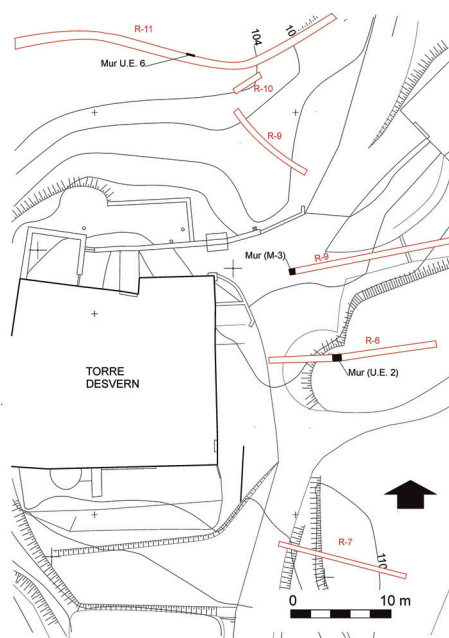 R-11
104
10
Mur U.E. 6
R-10
R-9
Mur (M-3)
R-9
R-6
Mur (U.E. 2)
TORRE
DESVERN
R-7
110
0 10 m